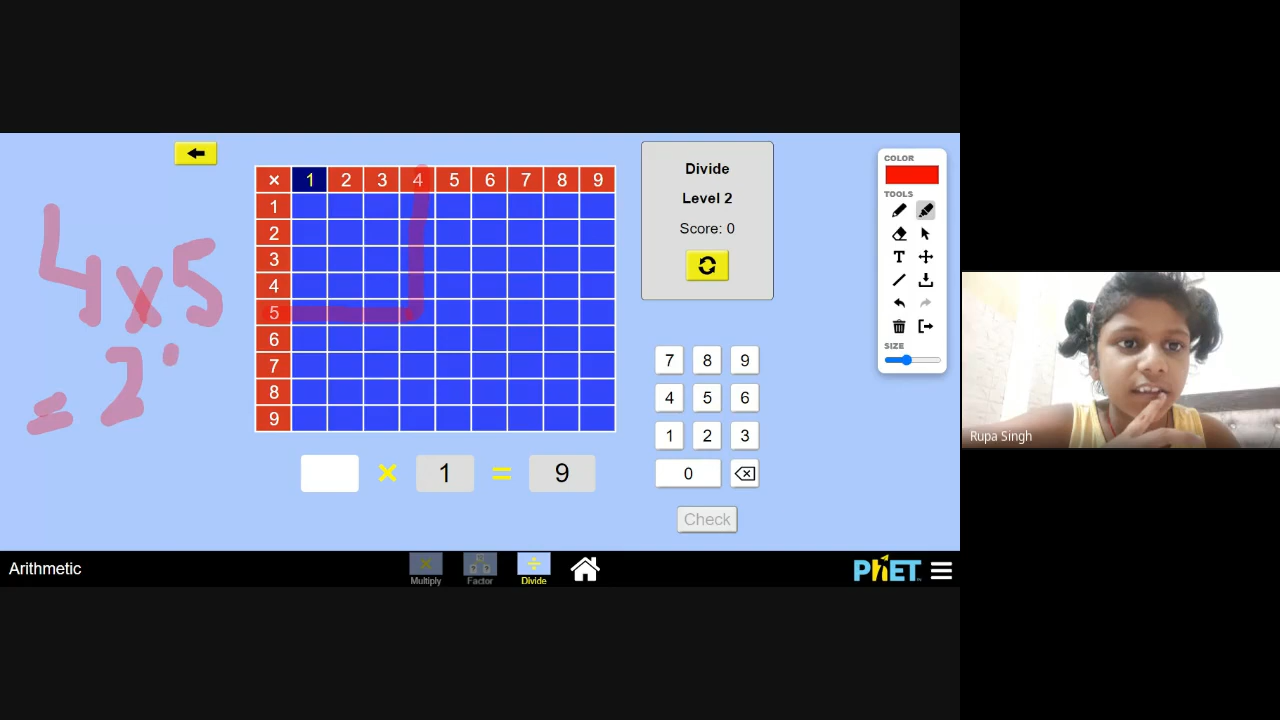 × 1 2 3 4 5 6 7 8 9
1
2
3
4
5
6
7
8
9
4x5
= 2
× 1 = 9
Divide
Level 2
Score: 0
7 8 9
4 5 6
1 2 3
0
Check
COLOR
TOOLS
T
SIZE
Rupa Singh
Arithmetic
Multiply
Factor
Divide
PhET